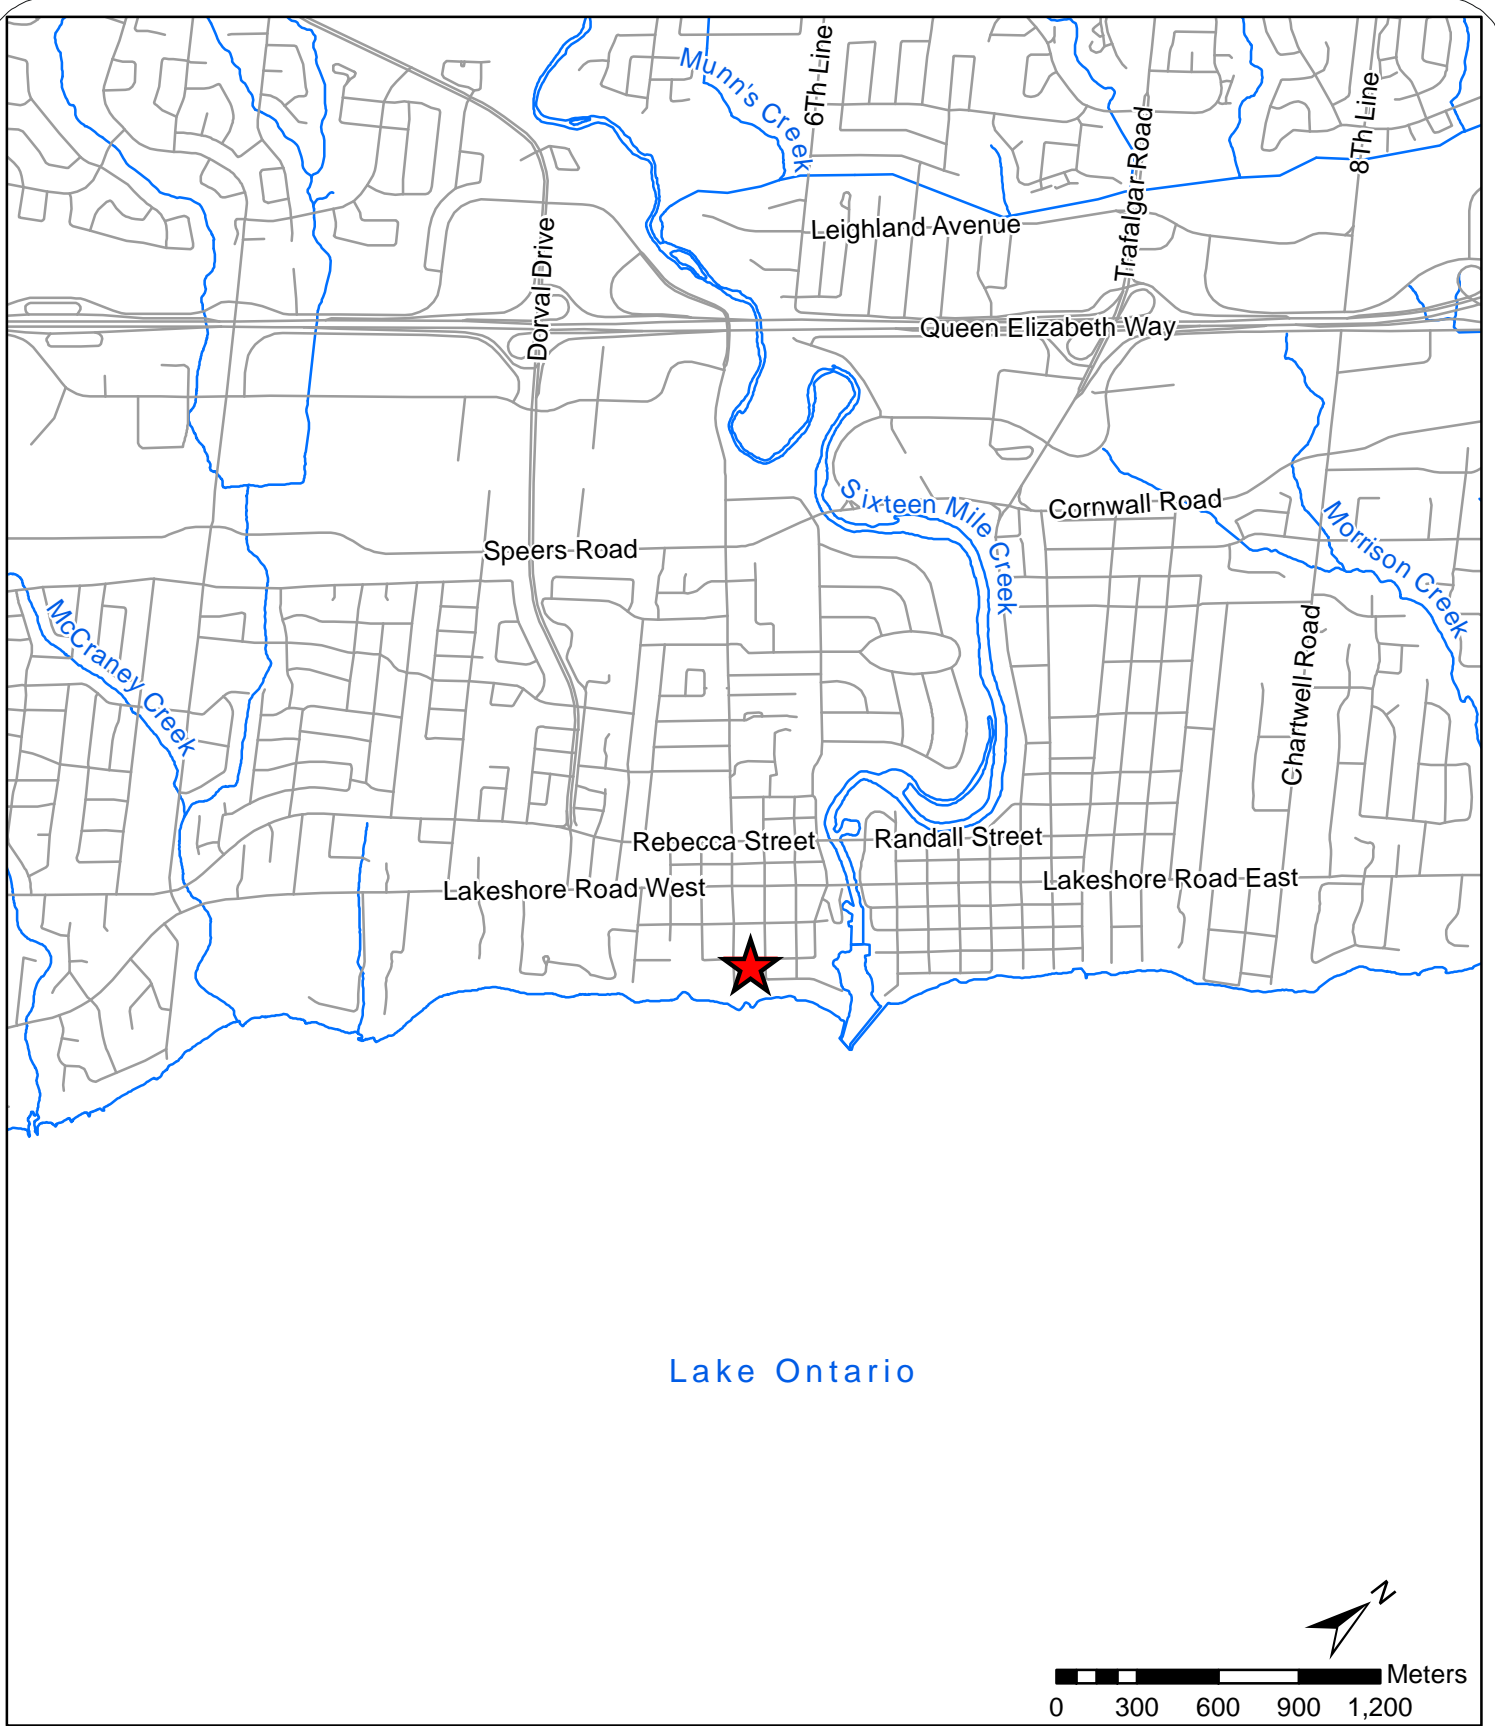 Munn's Creek
6Th Line
8Th Line
Trafalgar Road
Leighland Avenue
Dorval Drive
Queen Elizabeth Way
Sixteen Mile Creek
Cornwall Road
Morrison Creek
Speers Road
McCraney Creek
Chartwell Road
Rebecca Street
Randall Street
Lakeshore Road West
Lakeshore Road East
Lake Ontario
N
Meters
0 300 600 900 1,200